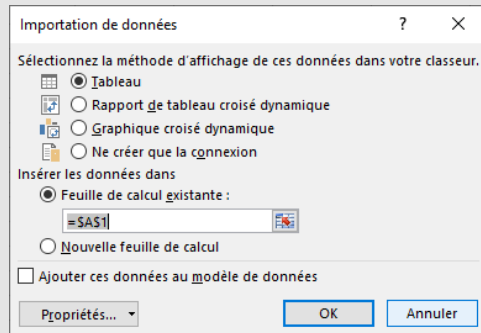 Importation de données ? ×
Sélectionnez la méthode d'affichage de ces données dans votre classeur.
Tableau
Rapport de tableau croisé dynamique
Graphique croisé dynamique
Ne créer que la connexion
Insérer les données dans
Feuille de calcul existante :
=$A$1
Nouvelle feuille de calcul
Ajouter ces données au modèle de données
Propriétés... OK Annuler